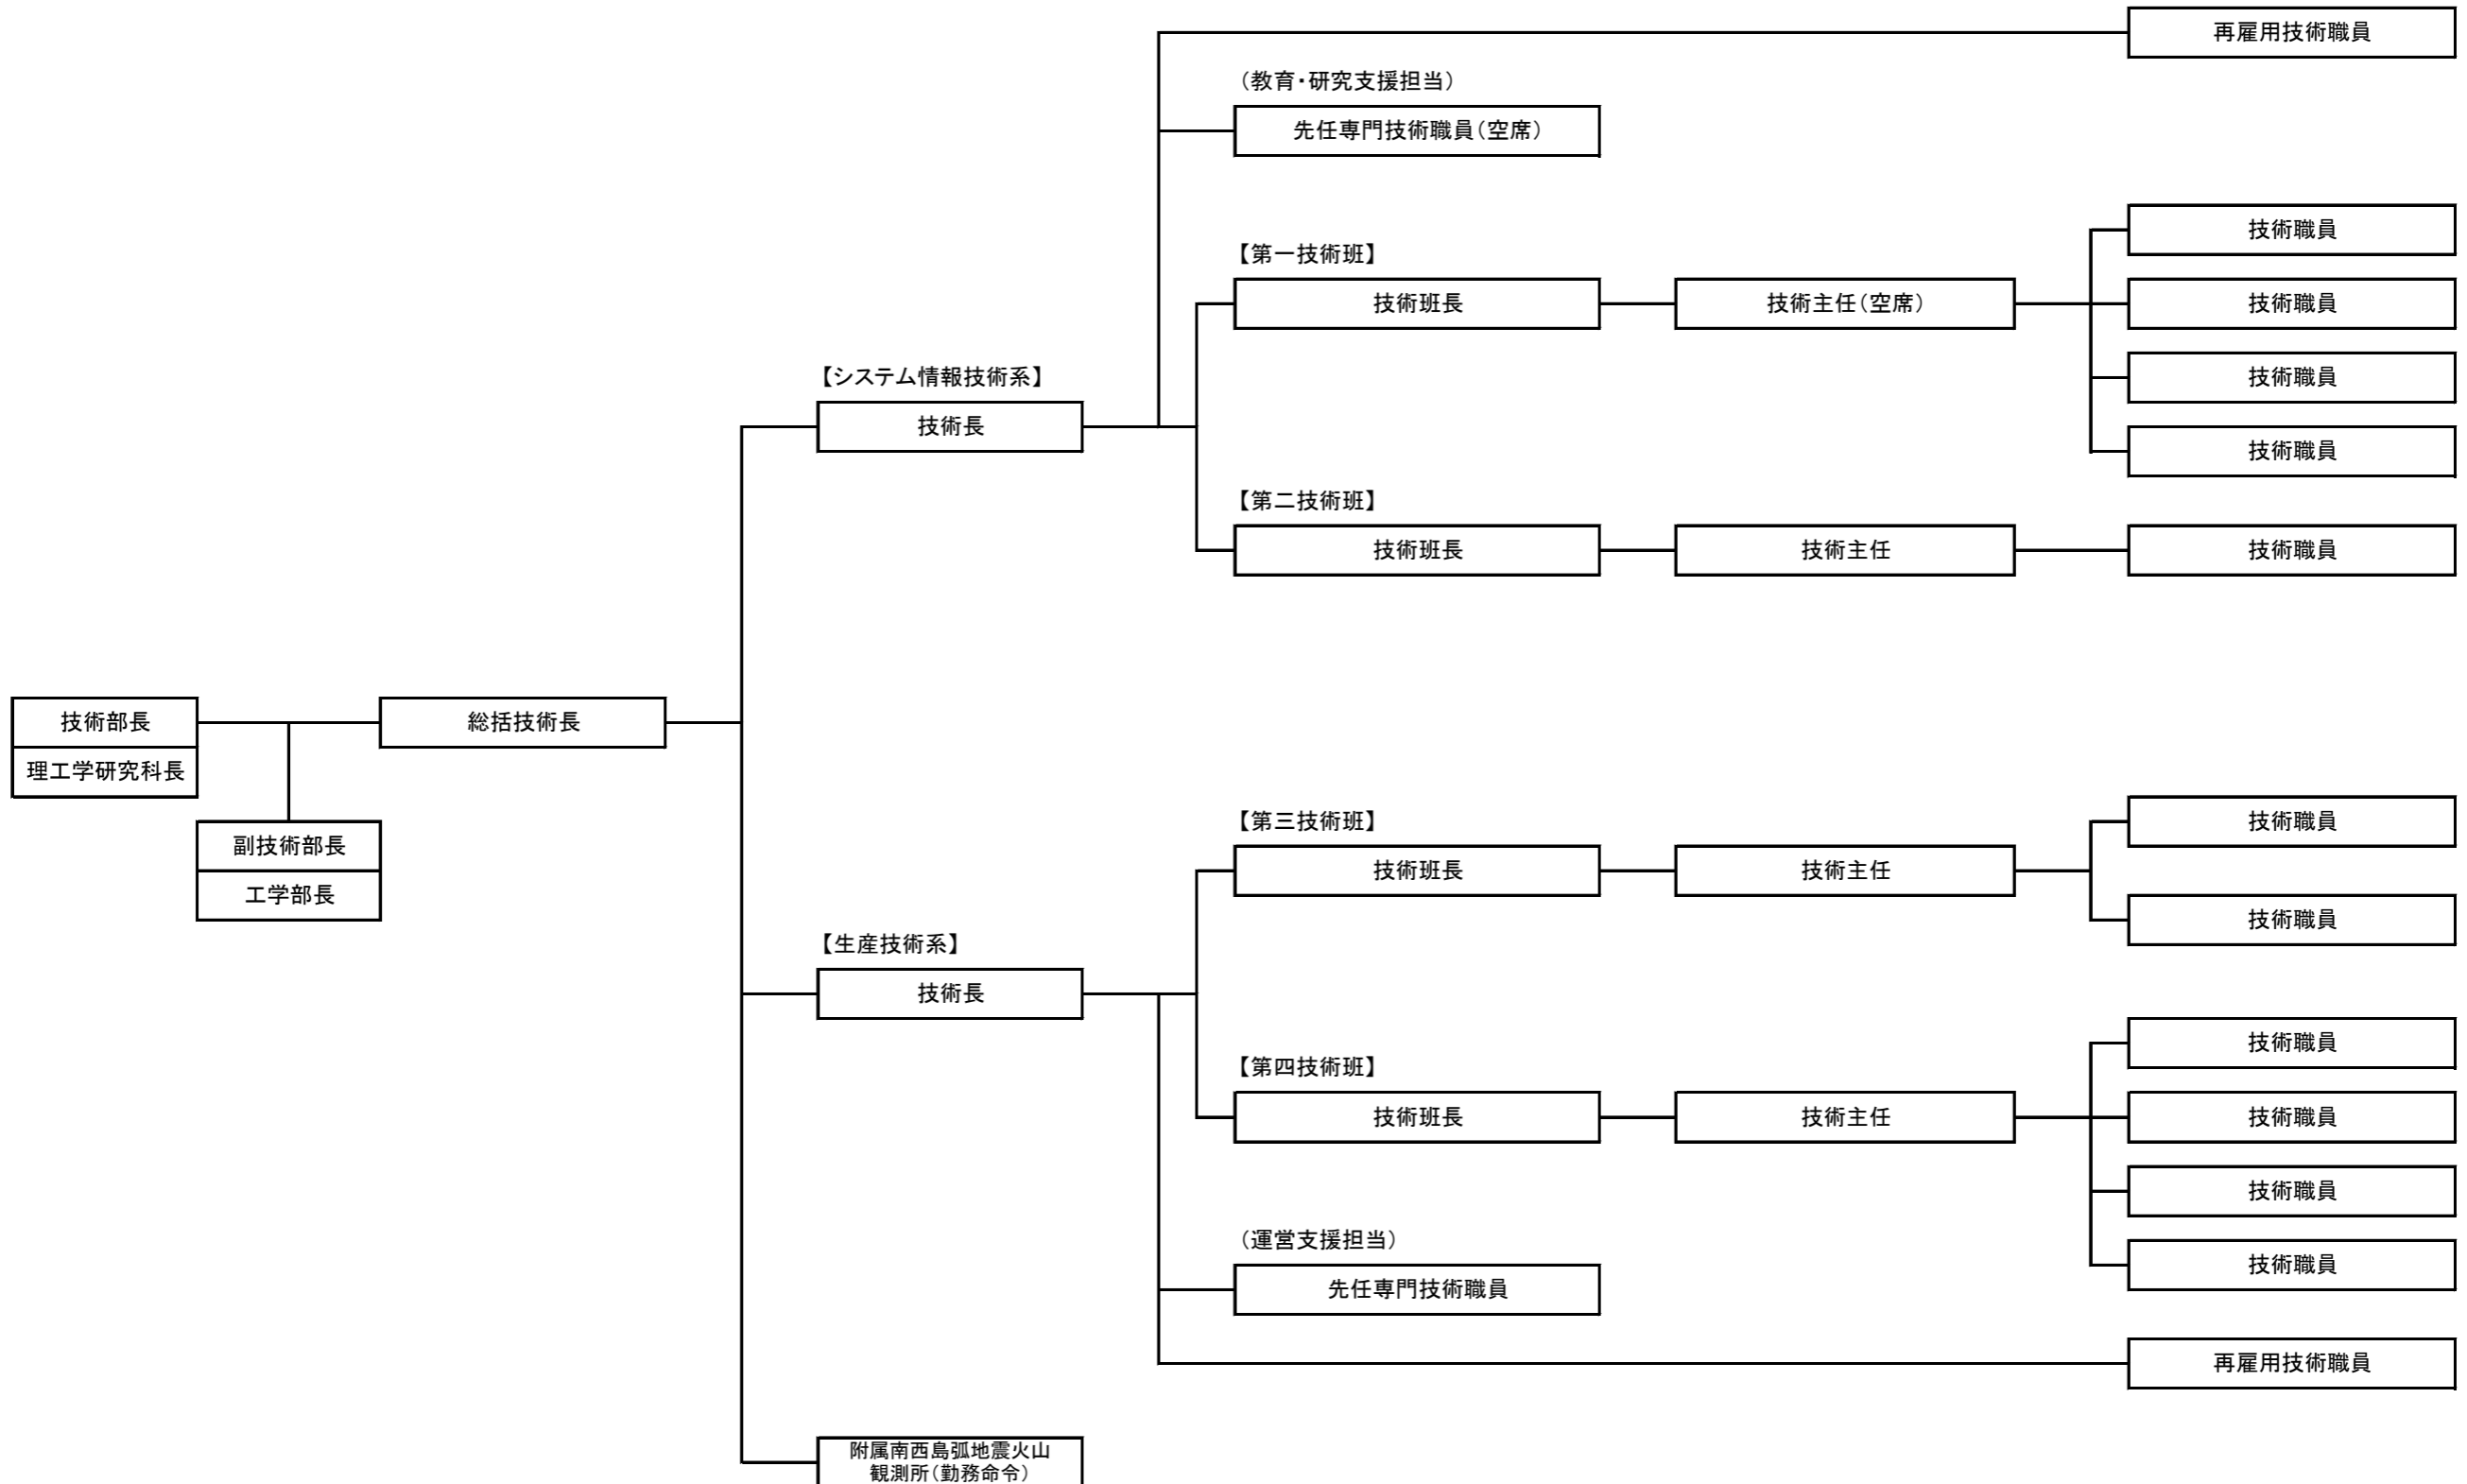 再雇用技術職員
（教育・研究支援担当）
先任専門技術職員（空席）
技術職員
【第一技術班】
技術班長
技術主任（空席）
技術職員
【システム情報技術系】
技術職員
技術長
技術職員
【第二技術班】
技術班長
技術主任
技術職員
技術部長
総括技術長
理工学研究科長
副技術部長
工学部長
【第三技術班】
技術職員
技術班長
技術主任
技術職員
【生産技術系】
技術長
技術職員
【第四技術班】
技術班長
技術主任
技術職員
技術職員
（運営支援担当）
技術職員
先任専門技術職員
再雇用技術職員
附属南西島弧地震火山
観測所（勤務命令）